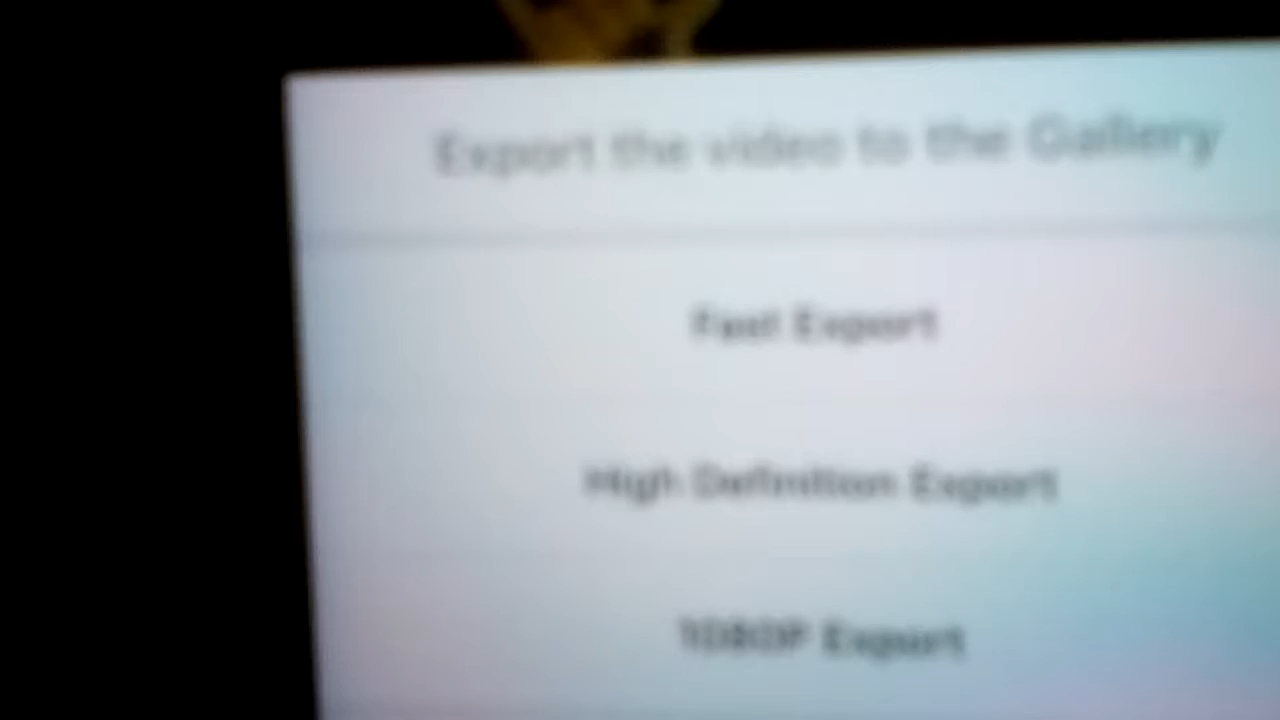 Export the video to the Gallery
Fast Export
High Definition Export
1080P Export